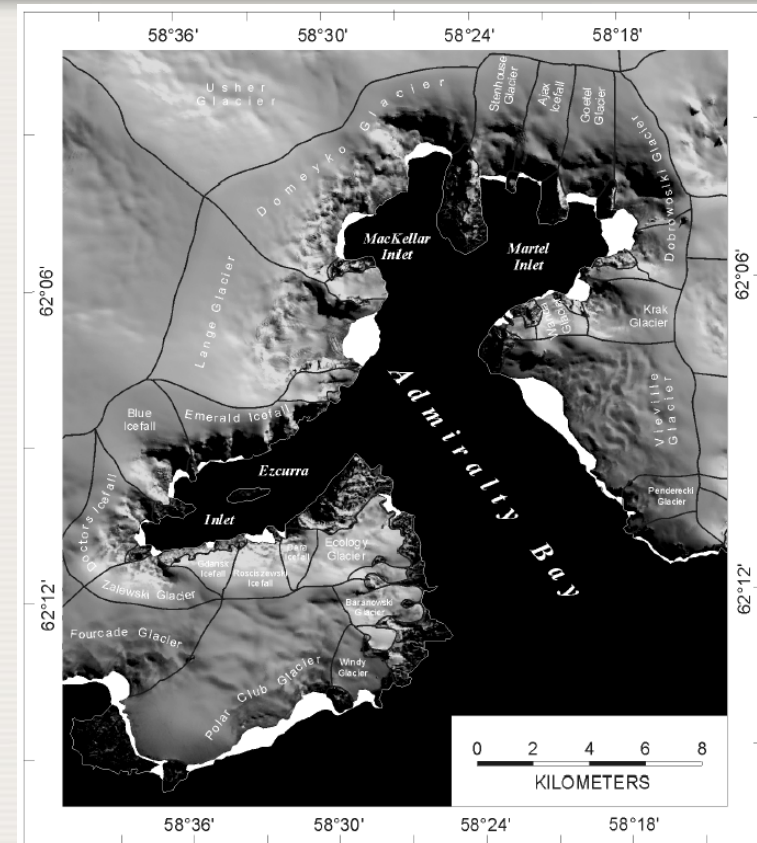 58°36'
58°30'
58°24'
58°18'
Usher
Glacier
Domeyko Glacier
Stenhouse
Glacier
Ajax
Icefall
Goetel
Glacier
Dobrowolski Glacier
MacKellar
Inlet
Martel
Inlet
62°06'
62°06'
Lange Glacier
Krak
Glacier
Admiralty Bay
Vieville
Glacier
Blue
Icefall
Emerald Icefall
Ezcurra
Inlet
Doctors Icefall
Penderecki
Glacier
Ecology
Glacier
Gdansk
Icefall
Rosciszewski
Icefall
Icefall
Zalewski Glacier
Baranowski
Glacier
62°12'
62°12'
Fourcade Glacier
Windy
Glacier
Polar Club Glacier
0 2 4 6 8
KILOMETERS
58°36'
58°30'
58°24'
58°18'